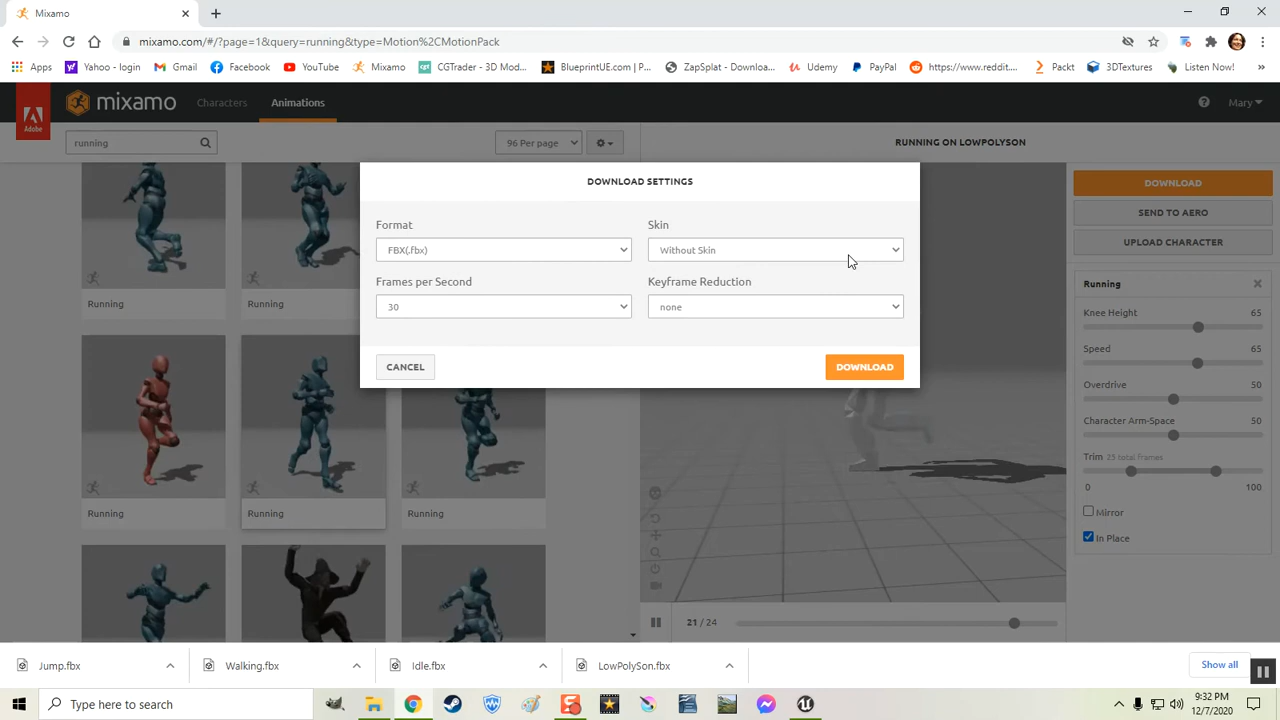 Mixamo
mixamo.com/#/?page=1&query=running&type=Motion%2CMotionPack
Apps Yahoo - login Gmail Facebook YouTube Mixamo CGTrader - 3D Mod... BlueprintUE.com | P... ZapSplat - Downloa... Udemy PayPal https://www.reddit.... Packt 3DTextures Listen Now! »
Adobe
mixamo Characters Animations Mary
running 96 Per page RUNNING ON LOWPOLYSON
DOWNLOAD SETTINGS
DOWNLOAD
SEND TO AERO
UPLOAD CHARACTER
Format Skin
FBX(.fbx) Without Skin
Frames per Second Keyframe Reduction
30 none
CANCEL DOWNLOAD
Running
Running
Running
Knee Height 65
Speed 65
Overdrive 50
Character Arm-Space 50
Trim 25 total frames
0 100
Mirror
In Place
Running Running Running
21 / 24
Jump.fbx Walking.fbx Idle.fbx LowPolySon.fbx Show all
Type here to search
9:32 PM
12/7/2020